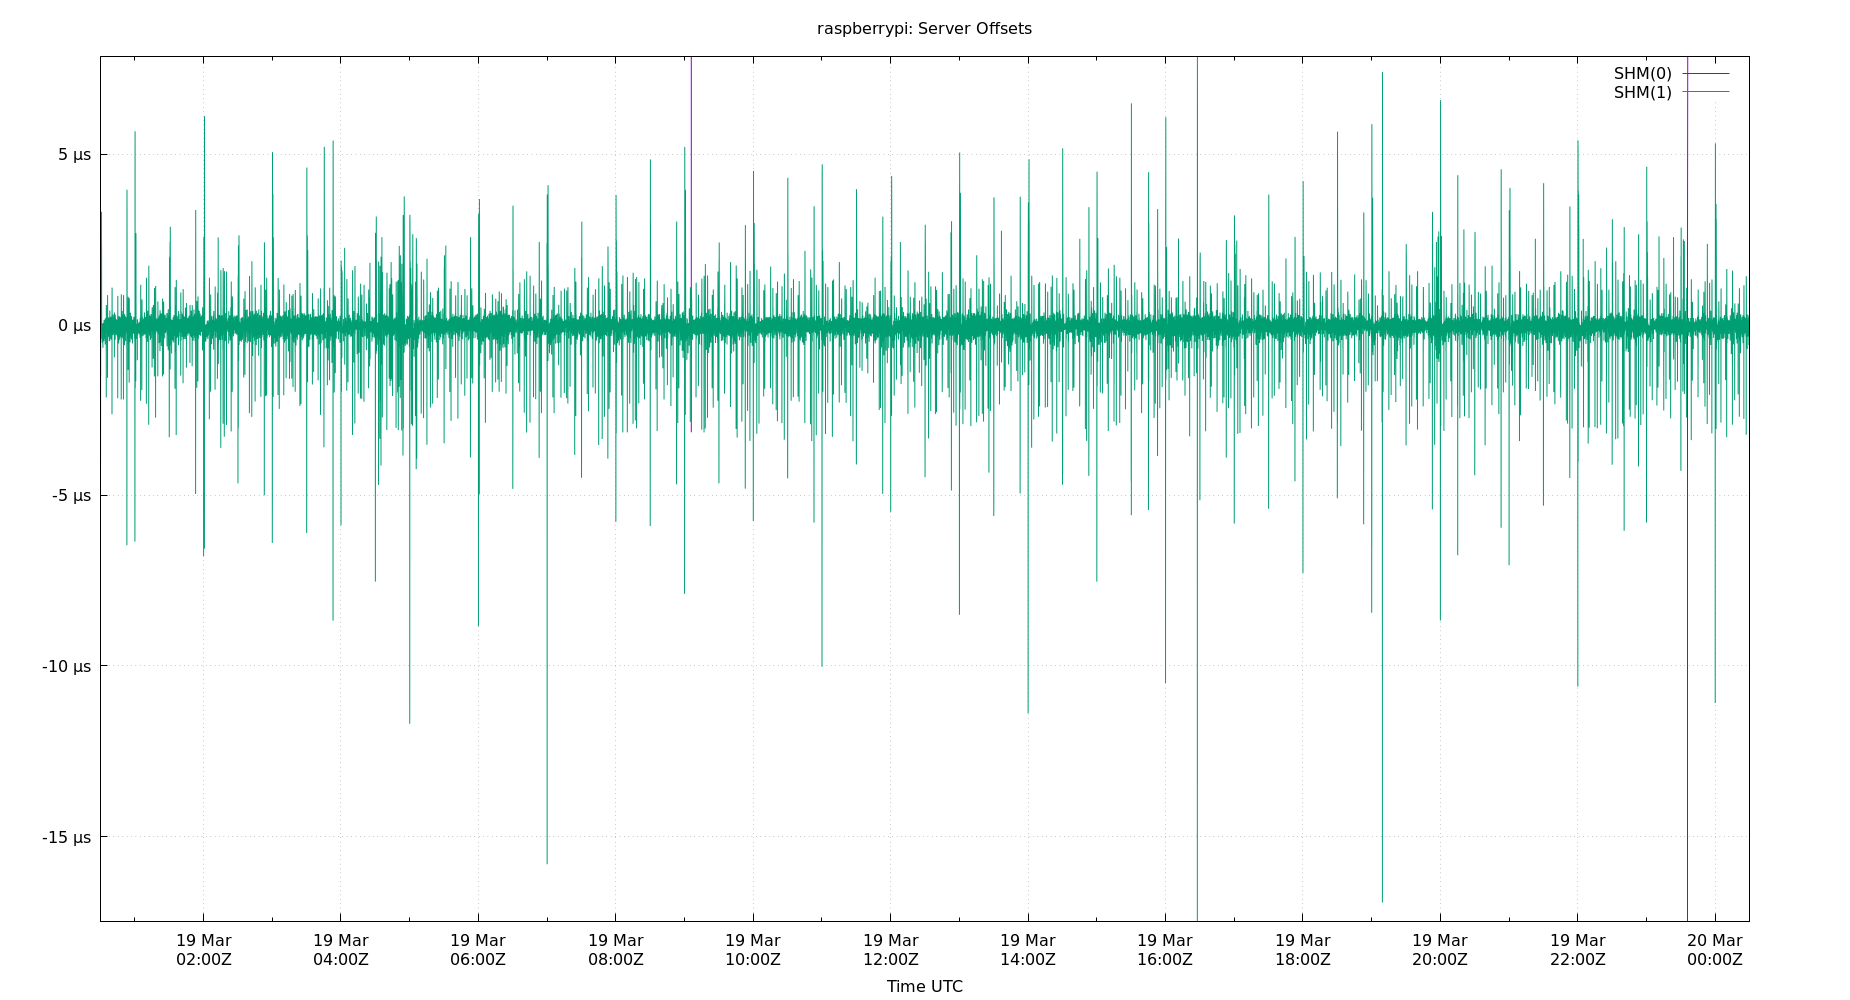 raspberrypi: Server Offsets
SHM(0)
SHM(1)
5 µs
0 µs
-5 µs
-10 µs
-15 µs
19 Mar 19 Mar 19 Mar 19 Mar 19 Mar 19 Mar 19 Mar 19 Mar 19 Mar 19 Mar 19 Mar 20 Mar
02:00Z 04:00Z 06:00Z 08:00Z 10:00Z 12:00Z 14:00Z 16:00Z 18:00Z 20:00Z 22:00Z 00:00Z
Time UTC